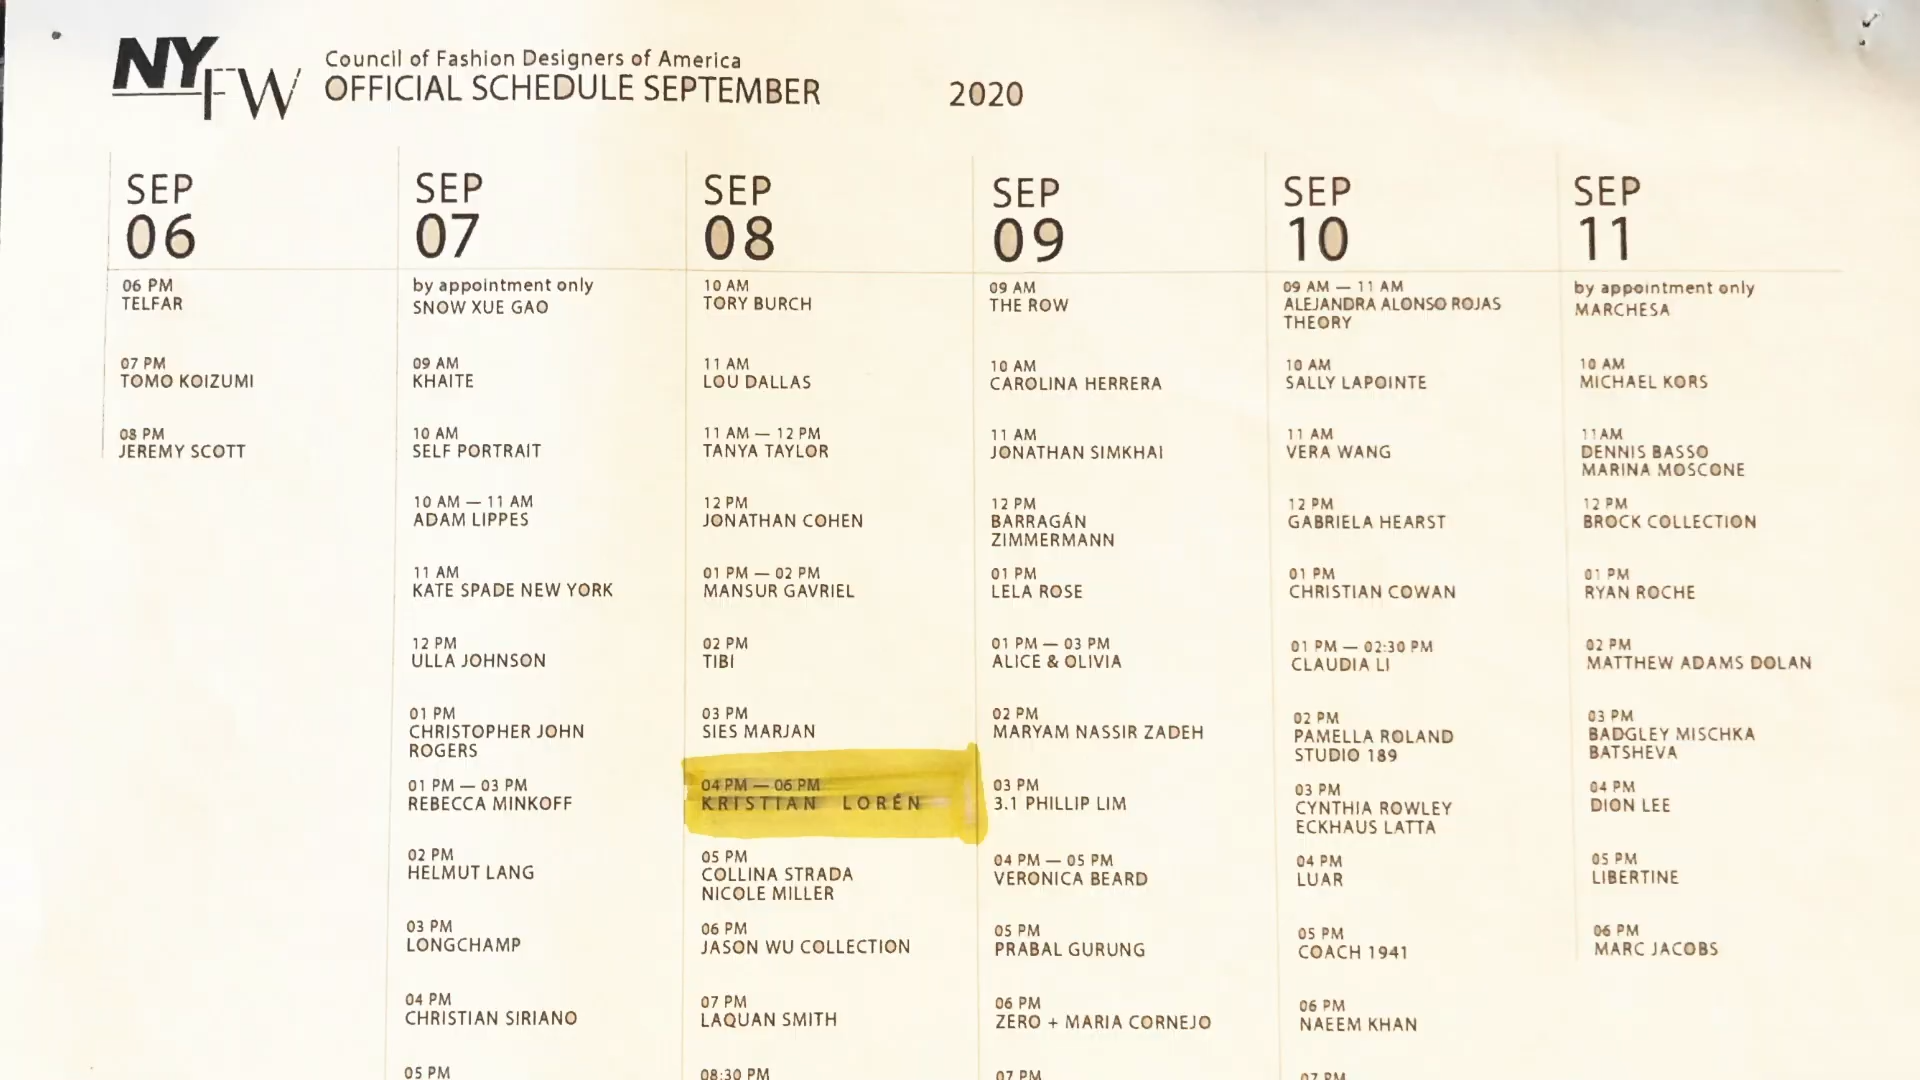 NYFW
Council of Fashion Designers of America
OFFICIAL SCHEDULE SEPTEMBER 2020
SEP
06
06 PM
TELFAR
07 PM
TOMO KOIZUMI
08 PM
JEREMY SCOTT
SEP
07
by appointment only
SNOW XUE GAO
09 AM
KHAITE
10 AM
SELF PORTRAIT
10 AM — 11 AM
ADAM LIPPES
11 AM
KATE SPADE NEW YORK
12 PM
ULLA JOHNSON
01 PM
CHRISTOPHER JOHN
ROGERS
01 PM — 03 PM
REBECCA MINKOFF
02 PM
HELMUT LANG
03 PM
LONGCHAMP
04 PM
CHRISTIAN SIRIANO
05 PM
SEP
08
10 AM
TORY BURCH
11 AM
LOU DALLAS
11 AM — 12 PM
TANYA TAYLOR
12 PM
JONATHAN COHEN
01 PM — 02 PM
MANSUR GAVRIEL
02 PM
TIBI
03 PM
SIES MARJAN
04 PM — 06 PM
KRISTIAN LORÉN
05 PM
COLLINA STRADA
NICOLE MILLER
06 PM
JASON WU COLLECTION
07 PM
LAQUAN SMITH
08:30 PM
SEP
09
09 AM
THE ROW
10 AM
CAROLINA HERRERA
11 AM
JONATHAN SIMKHAI
12 PM
BARRAGÁN
ZIMMERMANN
01 PM
LELA ROSE
01 PM — 03 PM
ALICE & OLIVIA
02 PM
MARYAM NASSIR ZADEH
03 PM
3.1 PHILLIP LIM
04 PM — 05 PM
VERONICA BEARD
05 PM
PRABAL GURUNG
06 PM
ZERO + MARIA CORNEJO
07 PM
SEP
10
09 AM — 11 AM
ALEJANDRA ALONSO ROJAS
THEORY
10 AM
SALLY LAPOINTE
11 AM
VERA WANG
12 PM
GABRIELA HEARST
01 PM
CHRISTIAN COWAN
01 PM — 02:30 PM
CLAUDIA LI
02 PM
PAMELLA ROLAND
STUDIO 189
03 PM
CYNTHIA ROWLEY
ECKHAUS LATTA
04 PM
LUAR
05 PM
COACH 1941
06 PM
NAEEM KHAN
07 PM
SEP
11
by appointment only
MARCHESA
10 AM
MICHAEL KORS
11AM
DENNIS BASSO
MARINA MOSCONE
12 PM
BROCK COLLECTION
01 PM
RYAN ROCHE
02 PM
MATTHEW ADAMS DOLAN
03 PM
BADGLEY MISCHKA
BATSHEVA
04 PM
DION LEE
05 PM
LIBERTINE
06 PM
MARC JACOBS